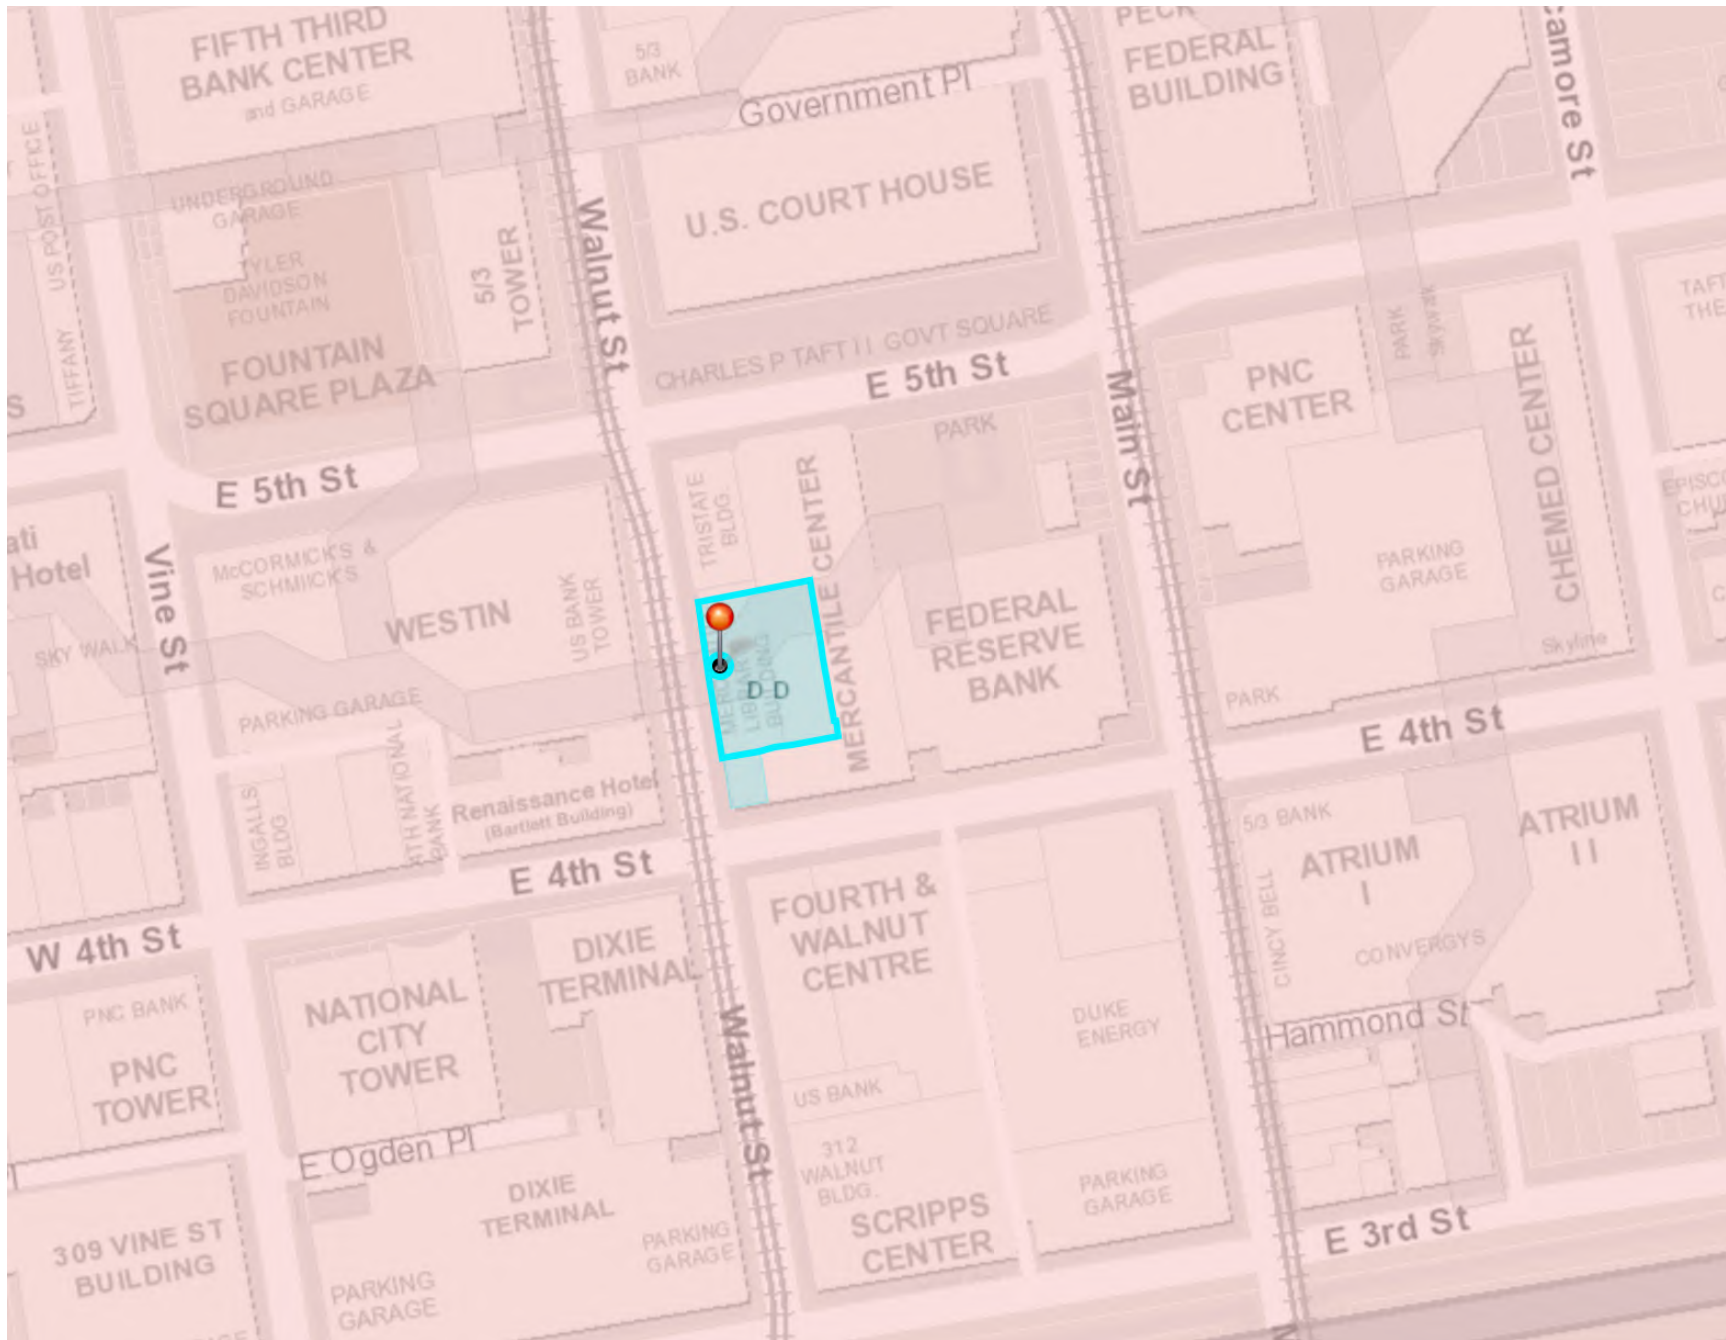 FIFTH THIRD
BANK CENTER
and GARAGE
5/3
BANK
Government Pl
PECK
FEDERAL
BUILDING
camore St
US POST OFFICE
UNDERGROUND
GARAGE
TYLER
DAVIDSON
FOUNTAIN
5/3
TOWER
Walnut St
U.S. COURT HOUSE
TIFFANY
FOUNTAIN
SQUARE PLAZA
S
CHARLES P TAFT II GOVT SQUARE
E 5th St
E 5th St
Main St
PARK
Skywalk
TAFT
THE
PNC
CENTER
CHEMED CENTER
PARK
TRISTATE
BLDG.
MERCANTILE CENTER
EPISCO
CHU
ati
Hotel
Vine St
McCORMICK'S &
SCHMIICK'S
WESTIN
US BANK
TOWER
FEDERAL
RESERVE
BANK
PARKING
GARAGE
SKY WALK
Skyline
LIBRARY
BUILDING
D D
PARKING GARAGE
PARK
E 4th St
INGALLS
BLDG.
4TH NATIONAL
BANK
Renaissance Hotel
(Bartlett Building)
E 4th St
W 4th St
5/3 BANK
ATRIUM
I
ATRIUM
II
CINCY BELL
CONVERGYS
FOURTH &
WALNUT
CENTRE
DIXIE
TERMINAL
NATIONAL
CITY
TOWER
PNC BANK
PNC
TOWER
DUKE
ENERGY
Hammond St
Walnut St
US BANK
312
WALNUT
BLDG.
SCRIPPS
CENTER
PARKING
GARAGE
E Ogden Pl
DIXIE
TERMINAL
PARKING
GARAGE
E 3rd St
309 VINE ST
BUILDING
PARKING
GARAGE